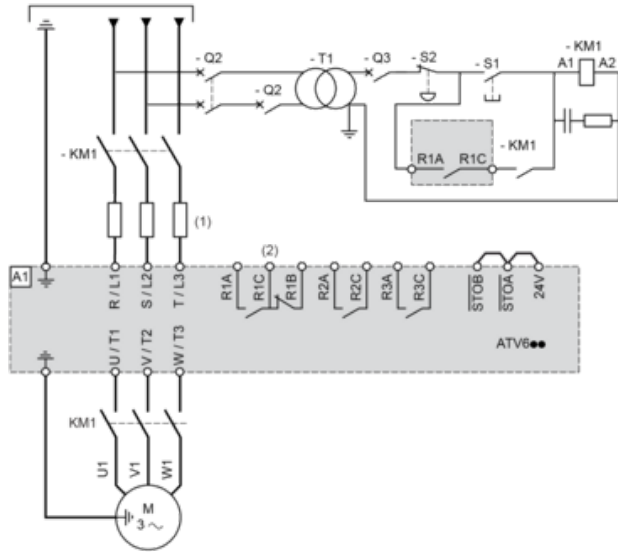 - Q2
- T1
- Q3
- S2
- S1
- KM1
A1
A2
- Q2
- KM1
R1A
R1C
- KM1
(1)
(2)
A1
R / L1
S / L2
T / L3
R1A
R1C
R1B
R2A
R2C
R3A
R3C
STOB
STOA
24V
U / T1
V / T2
W / T3
ATV6●●
KM1
U1
V1
W1
M
3 ~